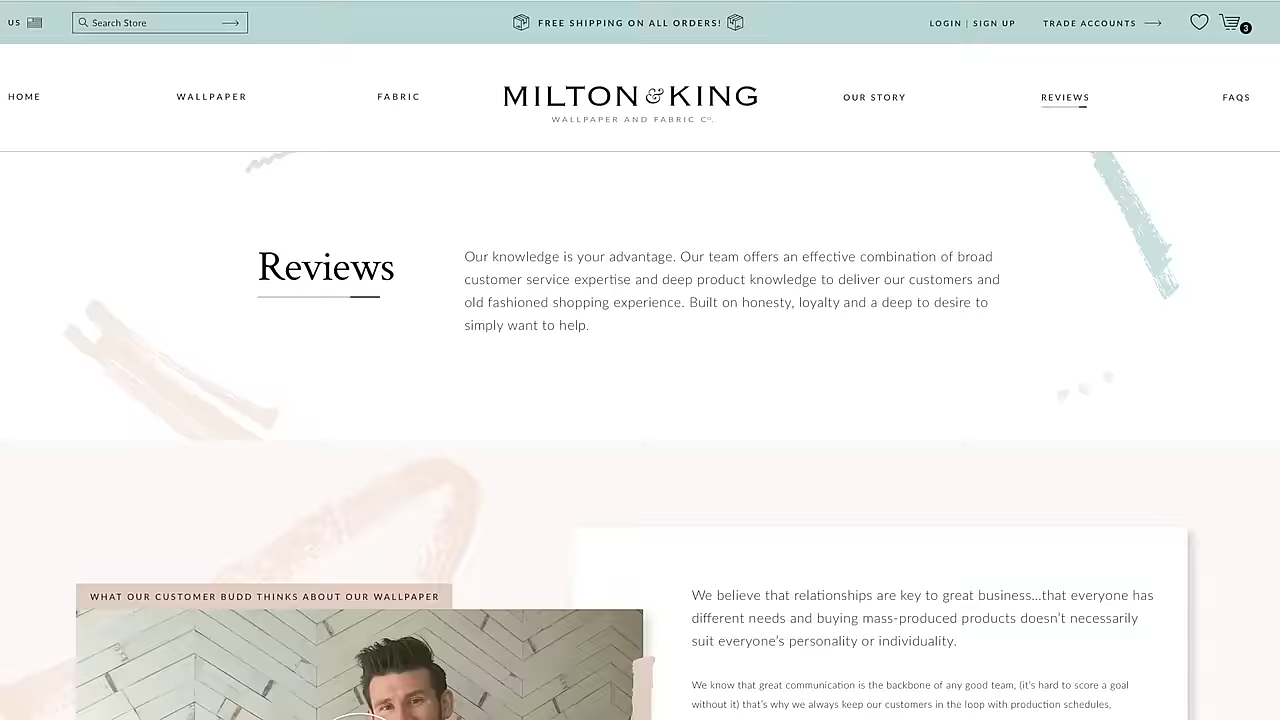 US
Search Store
FREE SHIPPING ON ALL ORDERS!
LOGIN | SIGN UP
TRADE ACCOUNTS
3
HOME
WALLPAPER
FABRIC
MILTON & KING
WALLPAPER AND FABRIC Co.
OUR STORY
REVIEWS
FAQS
Reviews
Our knowledge is your advantage. Our team offers an effective combination of broad
customer service expertise and deep product knowledge to deliver our customers and
old fashioned shopping experience. Built on honesty, loyalty and a deep to desire to
simply want to help.
WHAT OUR CUSTOMER BUDD THINKS ABOUT OUR WALLPAPER
We believe that relationships are key to great business...that everyone has
different needs and buying mass-produced products doesn't necessarily
suit everyone's personality or individuality.
We know that great communication is the backbone of any good team, (it's hard to score a goal
without it) that's why we always keep our customers in the loop with production schedules,